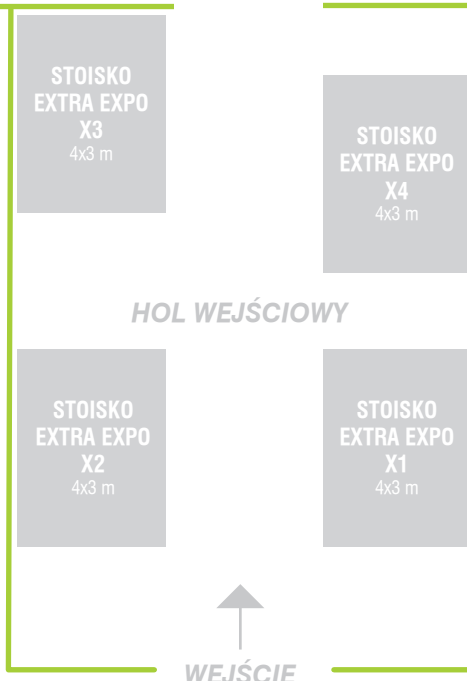 STOISKO
EXTRA EXPO
X3
4x3 m
STOISKO
EXTRA EXPO
X4
4x3 m
HOL WEJŚCIOWY
STOISKO
EXTRA EXPO
X2
4x3 m
STOISKO
EXTRA EXPO
X1
4x3 m
WEJŚCIE